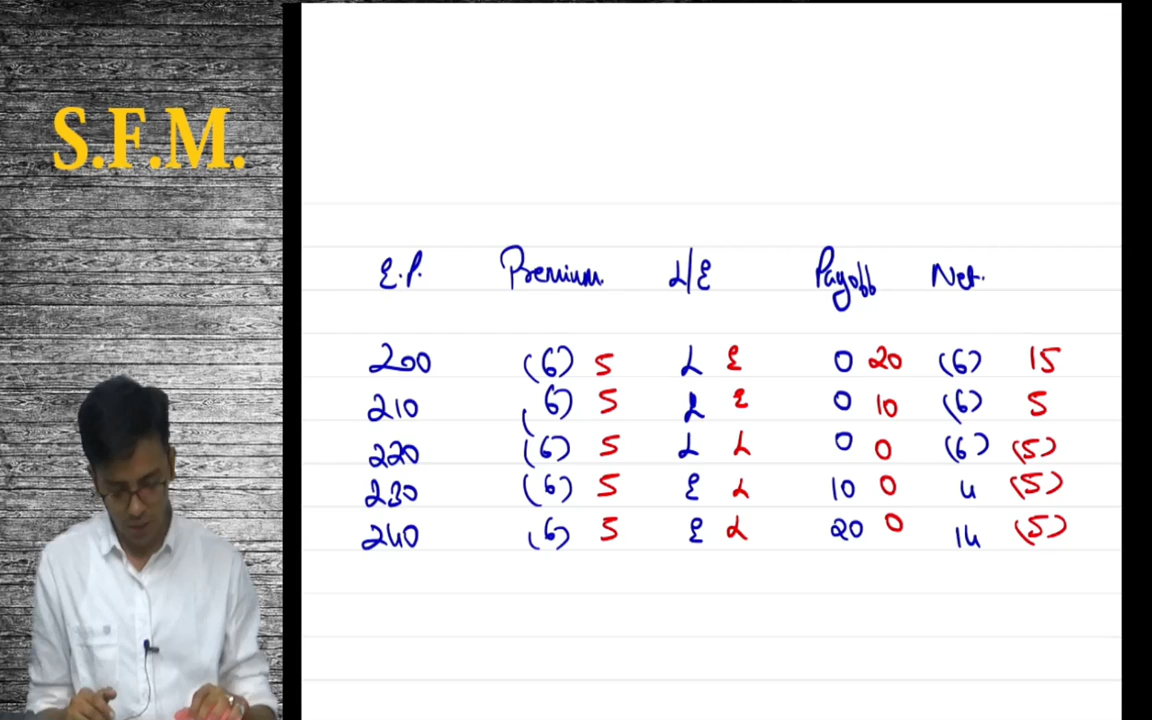 S.F.M.
E.P. Premium L/E Payoff Net.
200 (6) 5 L E 0 20 (6) 15
210 (6) 5 L E 0 10 (6) 5
220 (6) 5 L L 0 0 (6) (5)
230 (6) 5 E L 10 0 4 (5)
240 (6) 5 E L 20 0 14 (5)